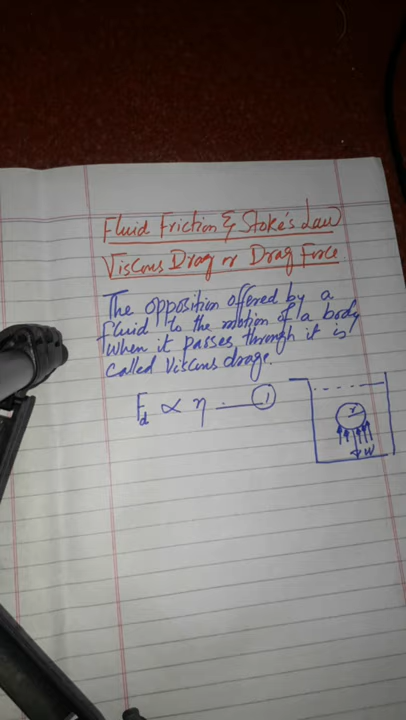 Fluid Friction & Stoke's Law
Viscous Drag or Drag Force.
The opposition offered by a
fluid to the motion of a body
when it passes through it is
called Viscous drage.
Fd ∝ η — 1
r
W